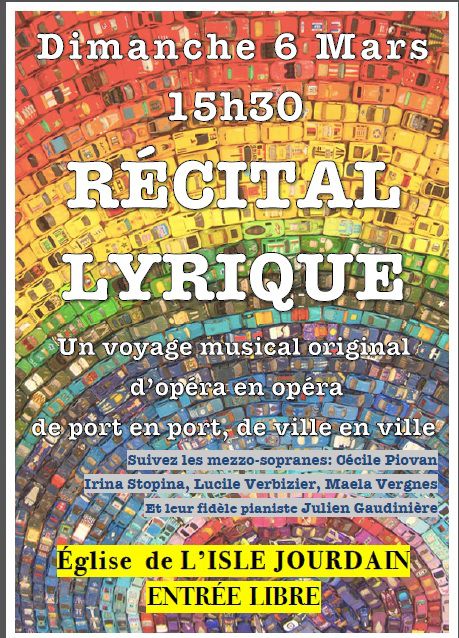 Dimanche 6 Mars
15h30
RÉCITAL
LYRIQUE
Un voyage musical original
d'opéra en opéra
de port en port, de ville en ville
Suivez les mezzo-sopranes: Cécile Piovan
Irina Stopina, Lucile Verbizier, Maela Vergnes
Et leur fidèle pianiste Julien Gaudinière
Église de L'ISLE JOURDAIN
ENTRÉE LIBRE